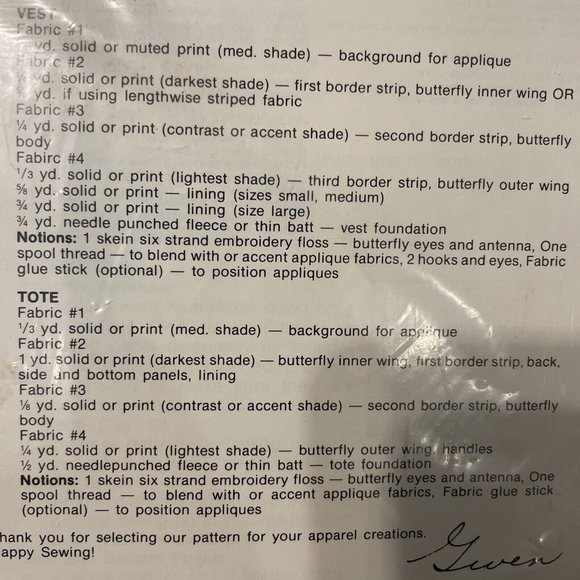 VEST
Fabric #1
yd. solid or muted print (med. shade) — background for applique
Fabric #2
¼ yd. solid or print (darkest shade) — first border strip, butterfly inner wing OR
yd. if using lengthwise striped fabric
Fabric #3
¼ yd. solid or print (contrast or accent shade) — second border strip, butterfly
body
Fabirc #4
1/3 yd. solid or print (lightest shade) — third border strip, butterfly outer wing
⅝ yd. solid or print — lining (sizes small, medium)
¾ yd. solid or print — lining (size large)
¾ yd. needle punched fleece or thin batt — vest foundation
Notions: 1 skein six strand embroidery floss — butterfly eyes and antenna, One
spool thread — to blend with or accent applique fabrics, 2 hooks and eyes, Fabric
glue stick (optional) — to position appliques
TOTE
Fabric #1
1/3 yd. solid or print (med. shade) — background for applique
Fabric #2
1 yd. solid or print (darkest shade) — butterfly inner wing, first border strip, back,
side and bottom panels, lining
Fabric #3
⅛ yd. solid or print (contrast or accent shade) — second border strip, butterfly
body
Fabric #4
¼ yd. solid or print (lightest shade) — butterfly outer wing, handles
½ yd. needlepunched fleece or thin batt — tote foundation
Notions: 1 skein six strand embroidery floss — butterfly eyes and antenna, One
spool thread — to blend with or accent applique fabrics, Fabric glue stick
(optional) — to position appliques
hank you for selecting our pattern for your apparel creations.
appy Sewing!
Gwen